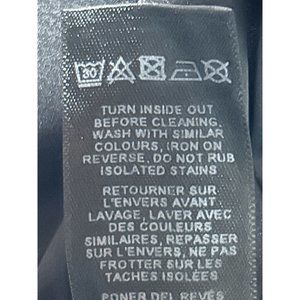 30
TURN INSIDE OUT
BEFORE CLEANING,
WASH WITH SIMILAR
COLOURS, IRON ON
REVERSE, DO NOT RUB
ISOLATED STAINS
RETOURNER SUR
L'ENVERS AVANT
LAVAGE, LAVER AVEC
DES COULEURS
SIMILAIRES, REPASSER
SUR L'ENVERS, NE PAS
FROTTER SUR LES
TACHES ISOLÉES
PONER DEL REVÉS